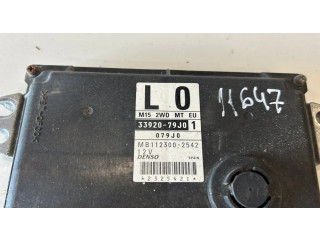 L 0
M15 2WD MT EU
33920-79J0 1
079J0
MB112300-2542
12V
DENSO
11647